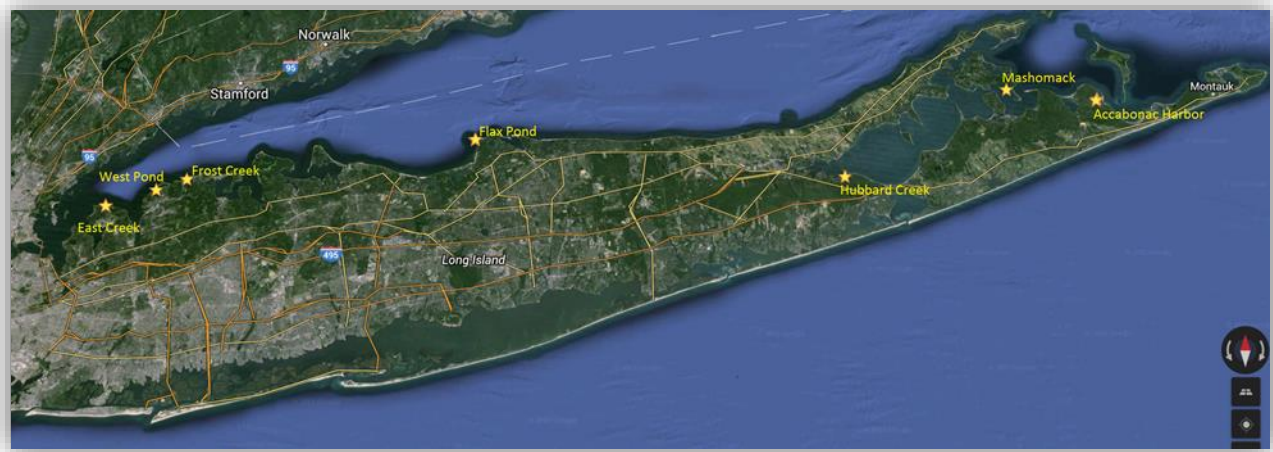 Norwalk
95
Stamford
Mashomack
Montauk
Accabonac Harbor
Flax Pond
95
Frost Creek
West Pond
Hubbard Creek
East Creek
495
Long Island